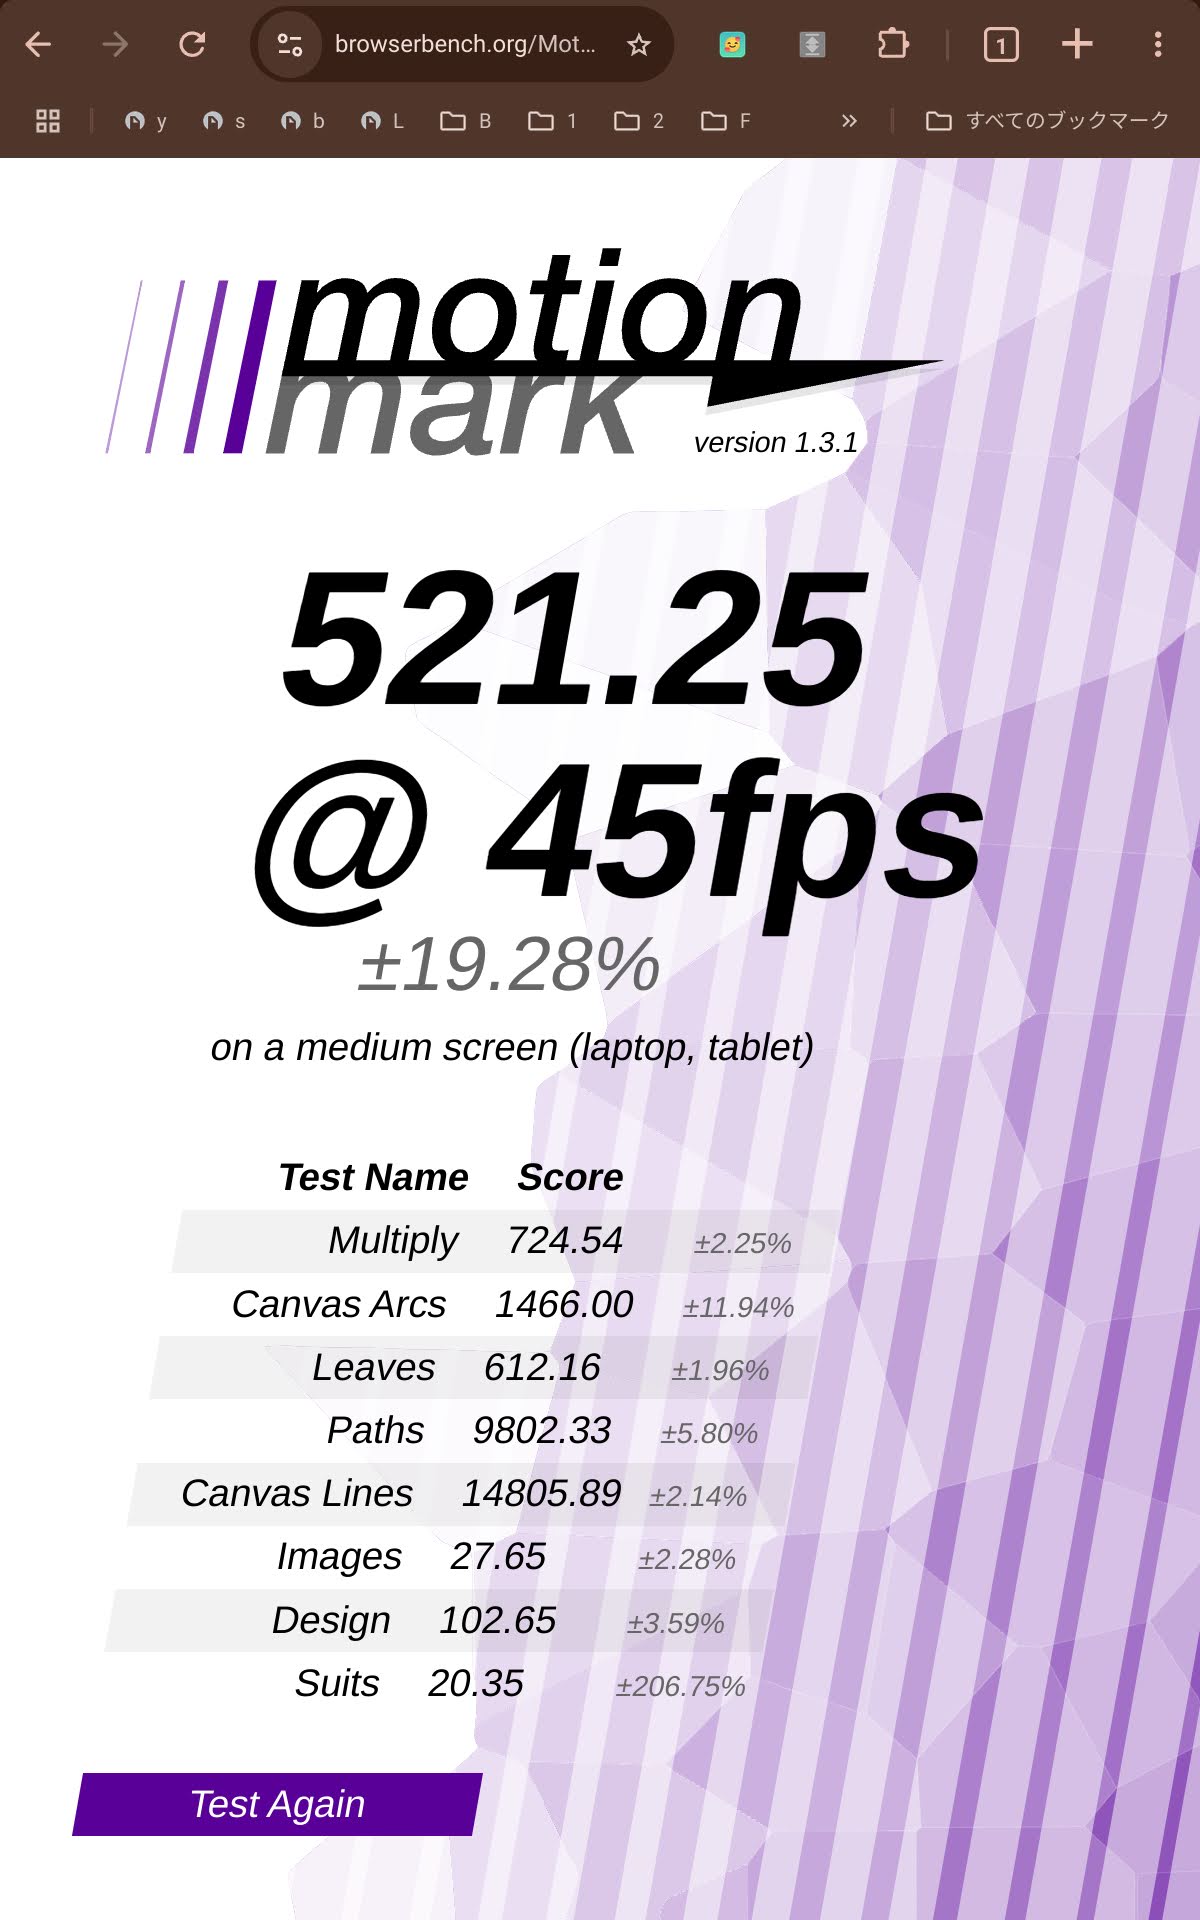 browserbench.org/Mot...
1
y s b L B 1 2 F » すべてのブックマーク
motion
mark
version 1.3.1
521.25
@ 45fps
±19.28%
on a medium screen (laptop, tablet)
Test Name Score
Multiply 724.54 ±2.25%
Canvas Arcs 1466.00 ±11.94%
Leaves 612.16 ±1.96%
Paths 9802.33 ±5.80%
Canvas Lines 14805.89 ±2.14%
Images 27.65 ±2.28%
Design 102.65 ±3.59%
Suits 20.35 ±206.75%
Test Again